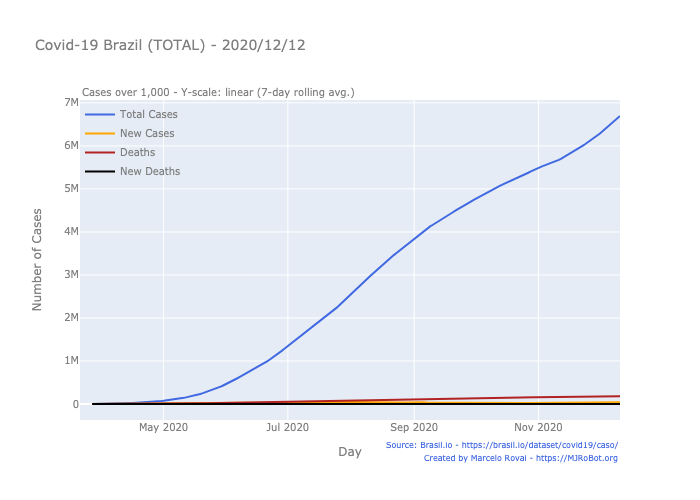 Covid-19 Brazil (TOTAL) - 2020/12/12
Cases over 1,000 - Y-scale: linear (7-day rolling avg.)
7M
Total Cases
New Cases
Deaths
New Deaths
6M
5M
4M
3M
2M
1M
0
Number of Cases
May 2020
Jul 2020
Sep 2020
Nov 2020
Day
Source: Brasil.io - https://brasil.io/dataset/covid19/caso/
Created by Marcelo Rovai - https://MJRoBot.org